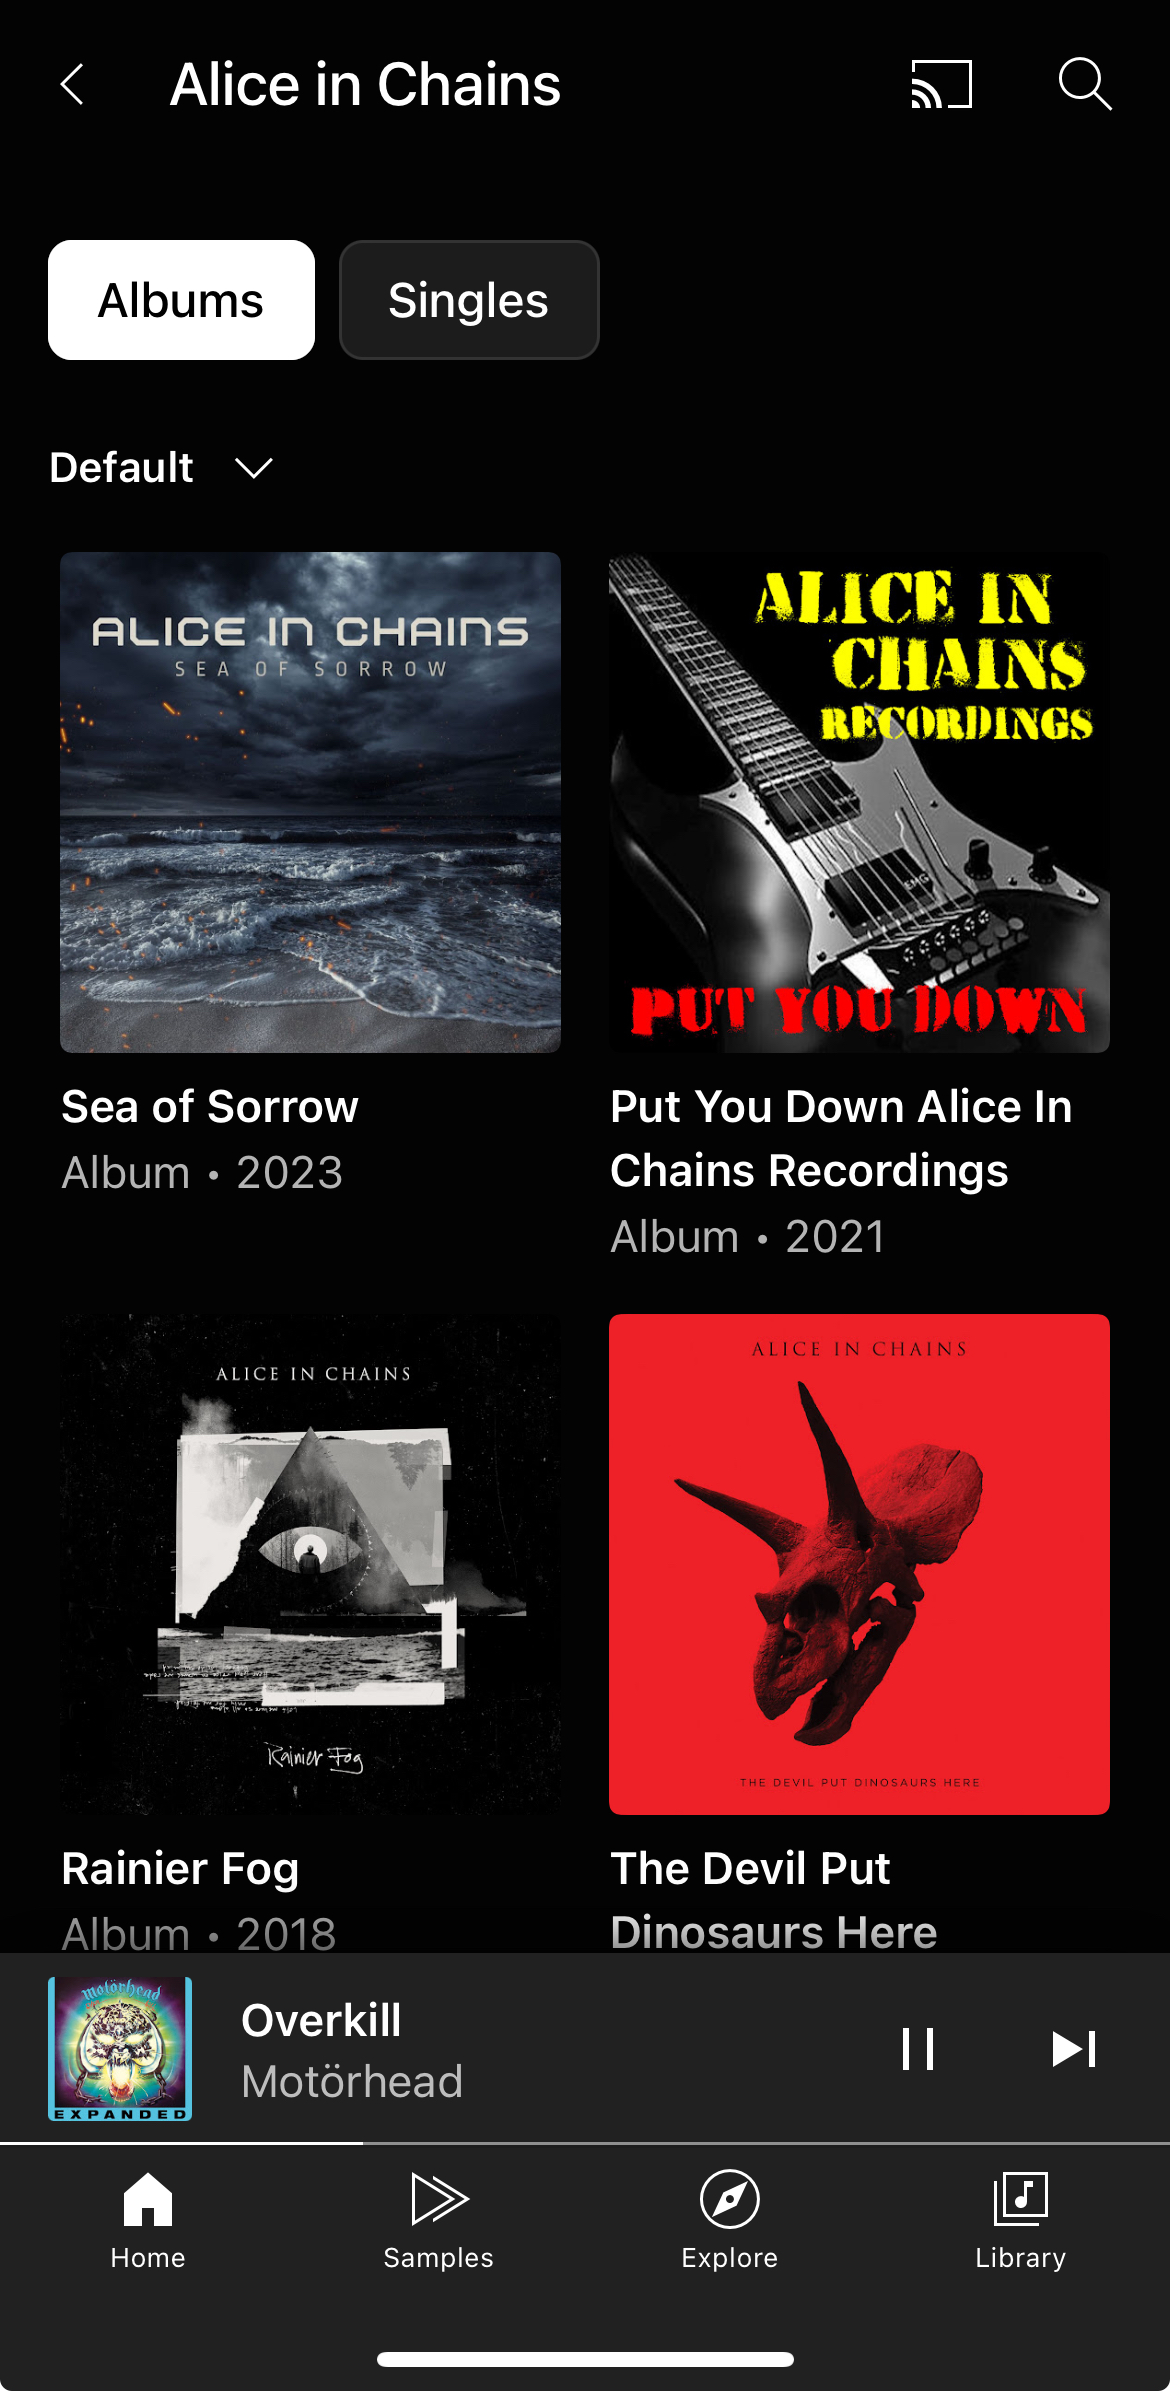 Alice in Chains
Albums
Singles
Default
ALICE IN CHAINS
SEA OF SORROW
ALICE IN
CHAINS
RECORDINGS
EMG
PUT YOU DOWN
Sea of Sorrow
Album • 2023
Put You Down Alice In
Chains Recordings
Album • 2021
ALICE IN CHAINS
Rainier Fog
ALICE IN CHAINS
THE DEVIL PUT DINOSAURS HERE
Rainier Fog
Album • 2018
The Devil Put
Dinosaurs Here
Motörhead
EXPANDED
Overkill
Motörhead
Home
Samples
Explore
Library